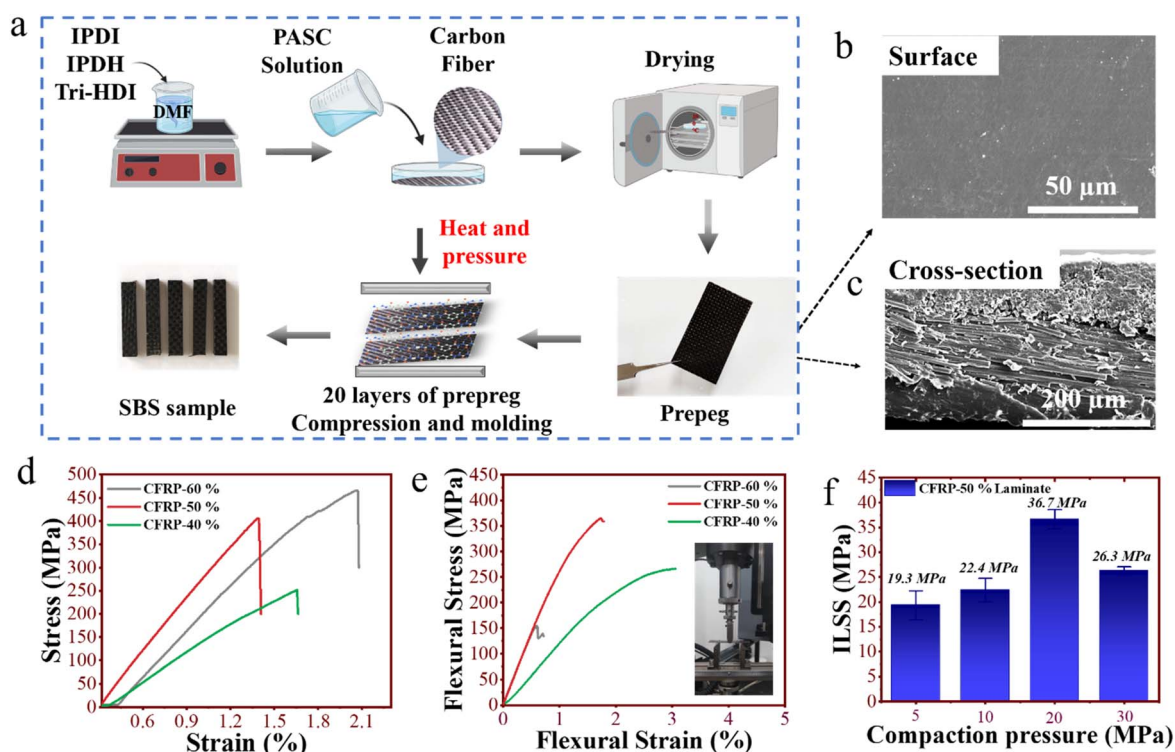 a
IPDI
IPDH
Tri-HDI
DMF
PASC
Solution
Carbon
Fiber
Drying
Heat and
pressure
SBS sample
20 layers of prepreg
Compression and molding
Prepeg
b
Surface
50 µm
c
Cross-section
200 µm
d
Stress (MPa)
500
450
400
350
300
250
200
150
100
50
0
CFRP-60 %
CFRP-50 %
CFRP-40 %
0.6 0.9 1.2 1.5 1.8 2.1
Strain (%)
e
Flexural Stress (MPa)
450
400
350
300
250
200
150
100
50
0
CFRP-60 %
CFRP-50 %
CFRP-40 %
0 1 2 3 4 5
Flexural Strain (%)
f
ILSS (MPa)
45
40
35
30
25
20
15
10
5
0
CFRP-50 % Laminate
19.3 MPa
22.4 MPa
36.7 MPa
26.3 MPa
5 10 20 30
Compaction pressure (MPa)